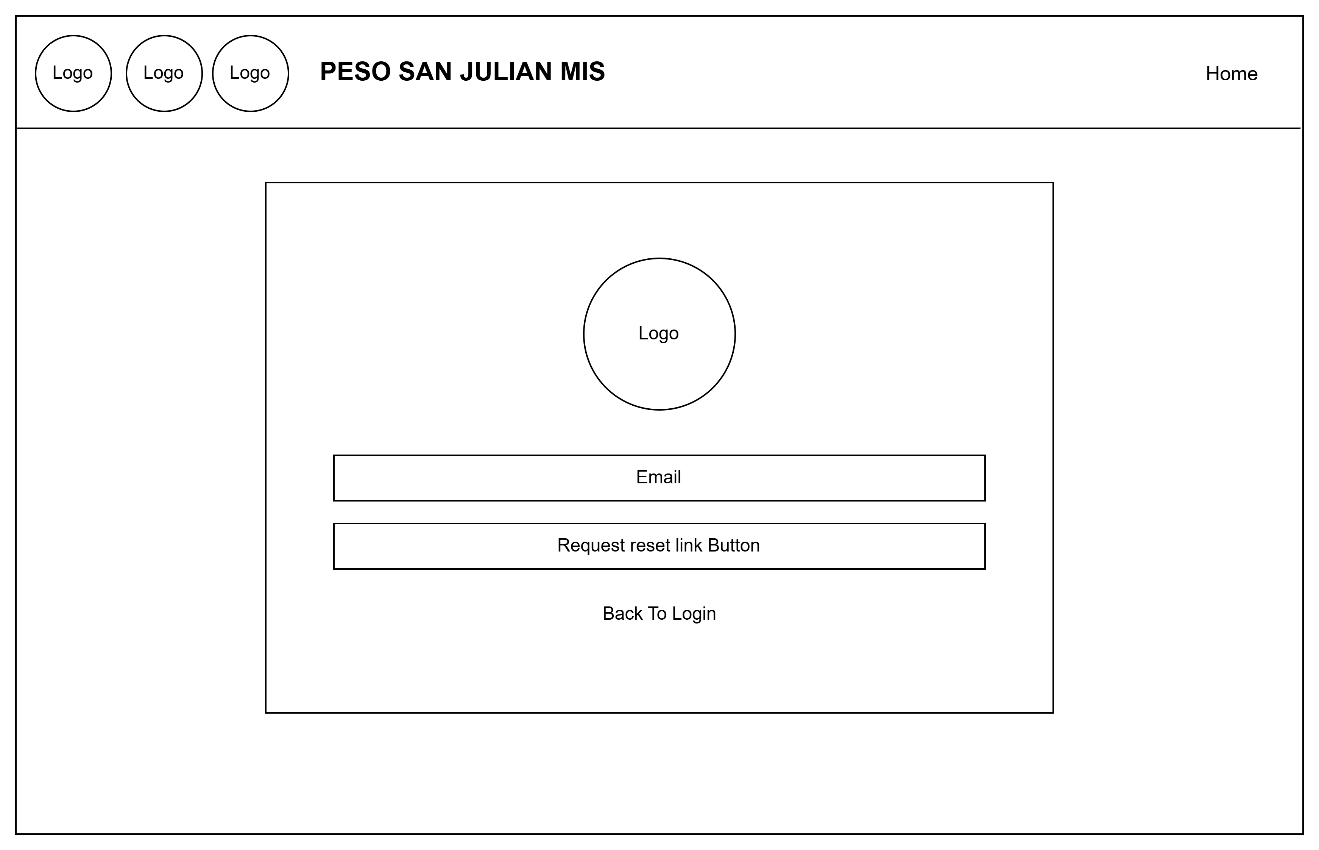 Logo Logo Logo PESO SAN JULIAN MIS Home
Logo
Email
Request reset link Button
Back To Login